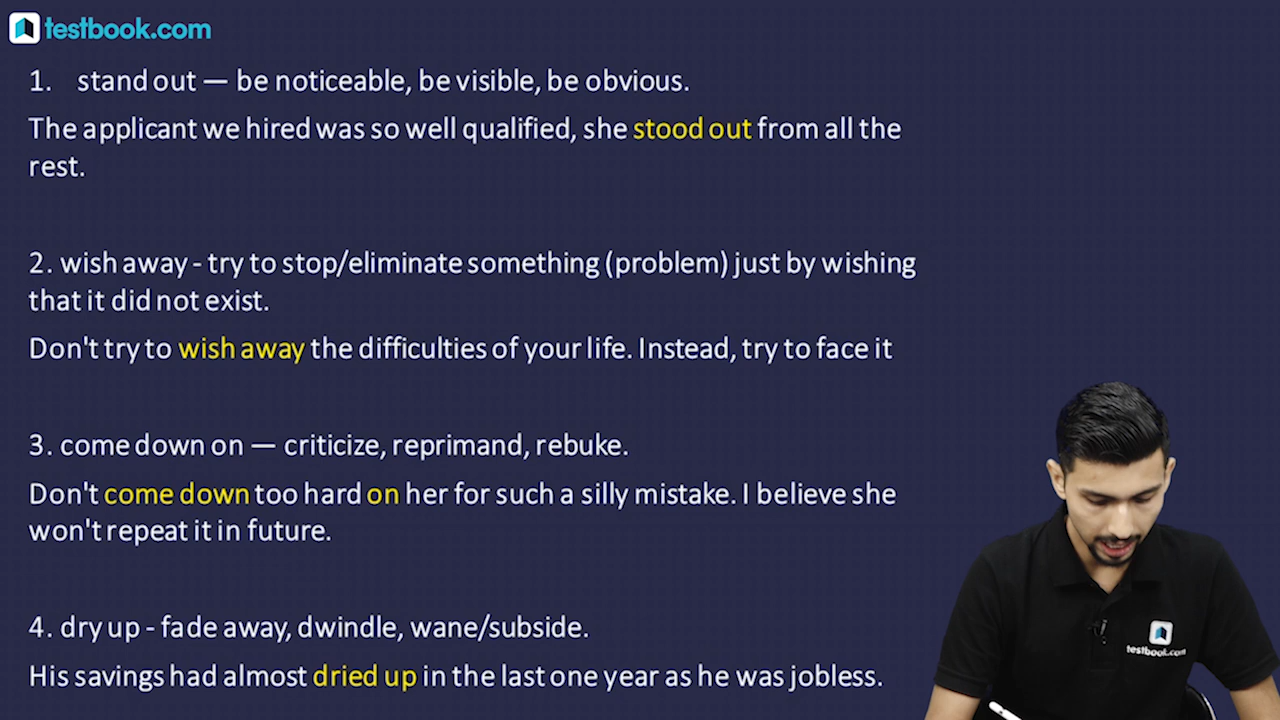 testbook.com
1. stand out — be noticeable, be visible, be obvious.
The applicant we hired was so well qualified, she stood out from all the
rest.
2. wish away - try to stop/eliminate something (problem) just by wishing
that it did not exist.
Don't try to wish away the difficulties of your life. Instead, try to face it
3. come down on — criticize, reprimand, rebuke.
Don't come down too hard on her for such a silly mistake. I believe she
won't repeat it in future.
4. dry up - fade away, dwindle, wane/subside.
His savings had almost dried up in the last one year as he was jobless.
testbook.com